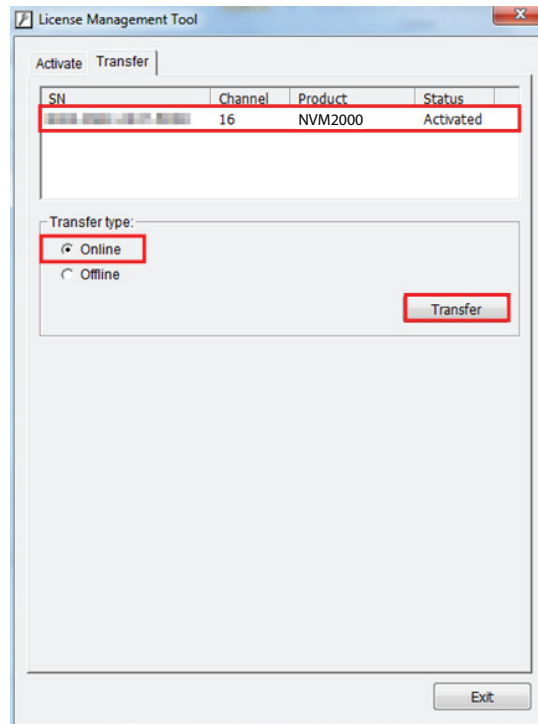 License Management Tool
Activate Transfer
SN Channel Product Status
16 NVM2000 Activated
Transfer type:
Online
Offline
Transfer
Exit